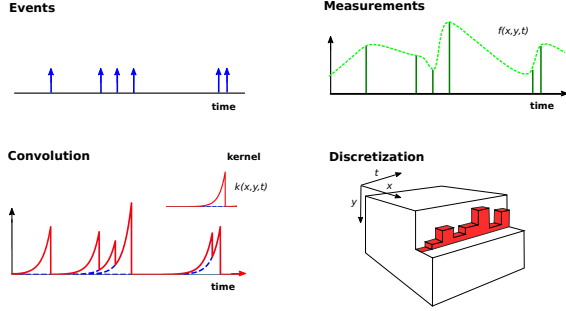 Events
time
Measurements
f(x,y,t)
time
Convolution
kernel
k(x,y,t)
time
Discretization
t
x
y